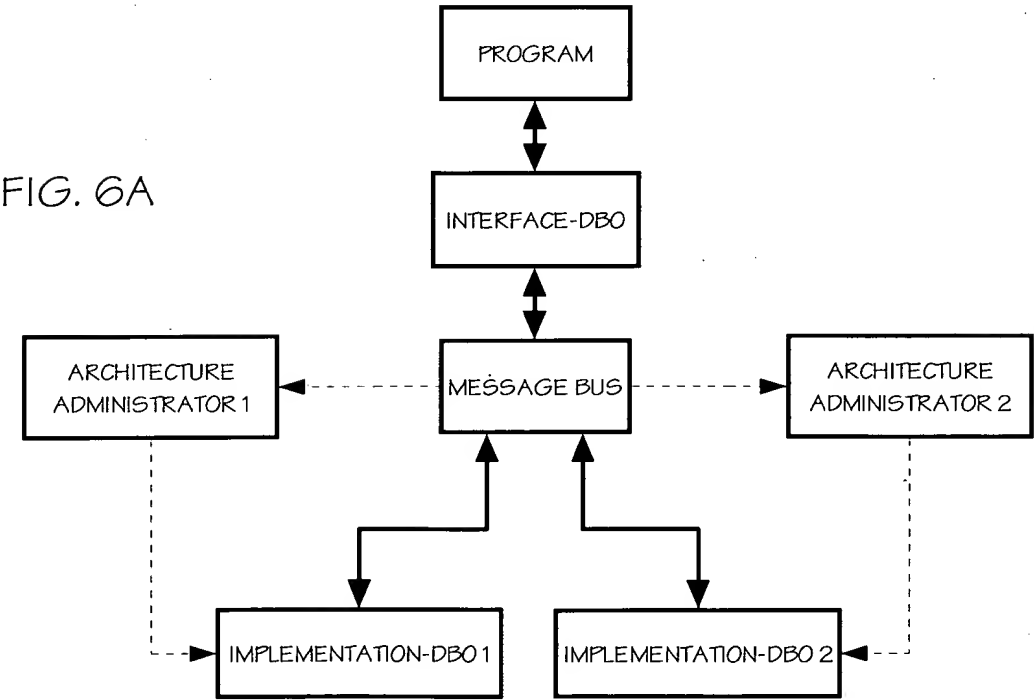 PROGRAM
FIG. 6A
INTERFACE-DBO
ARCHITECTURE
ADMINISTRATOR 1
MESSAGE BUS
ARCHITECTURE
ADMINISTRATOR 2
IMPLEMENTATION-DBO 1
IMPLEMENTATION-DBO 2